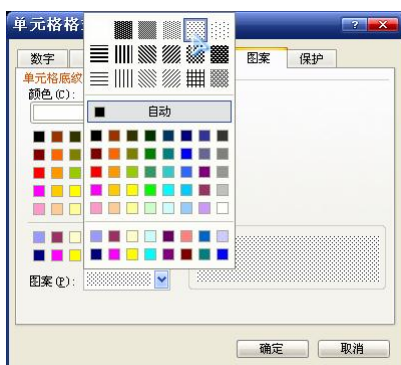 单元格格
数字 图案 保护
单元格底纹
颜色(C):
自动
图案(P):
确定 取消